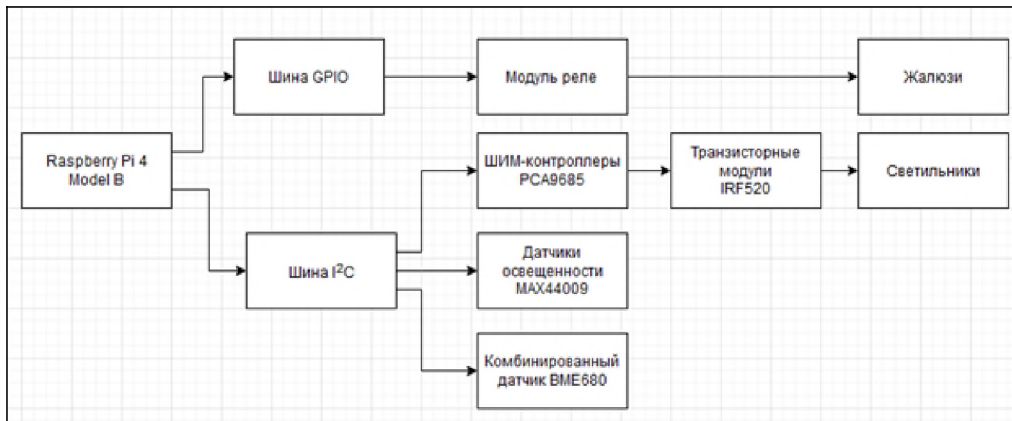 Шина GPIO
Модуль реле
Жалюзи
Raspberry Pi 4
Model B
ШИМ-контроллеры
PCA9685
Транзисторные
модули
IRF520
Светильники
Шина I²C
Датчики
освещенности
MAX44009
Комбинированный
датчик BME680